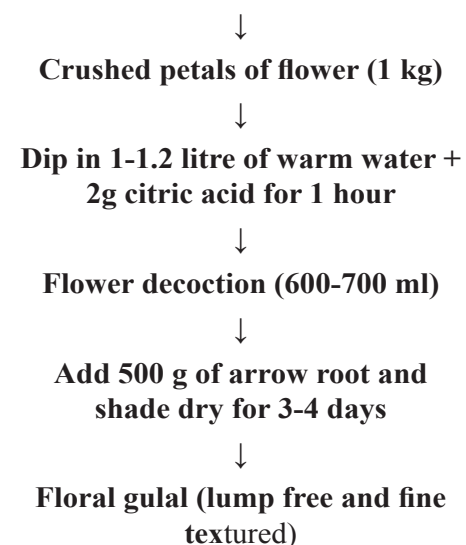 ↓
Crushed petals of flower (1 kg)
↓
Dip in 1-1.2 litre of warm water +
2g citric acid for 1 hour
↓
Flower decoction (600-700 ml)
↓
Add 500 g of arrow root and
shade dry for 3-4 days
↓
Floral gulal (lump free and fine
textured)